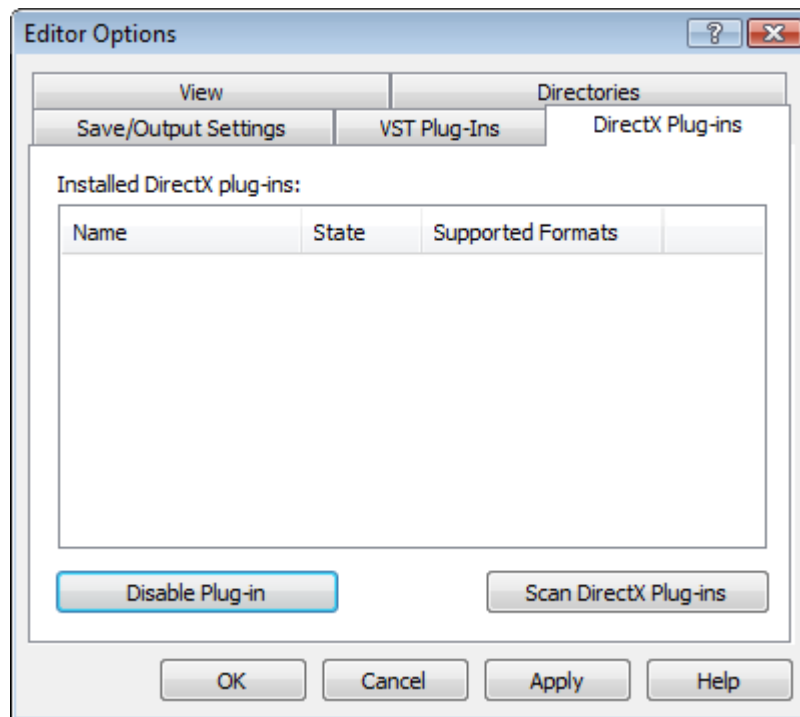 Editor Options
View Directories
Save/Output Settings VST Plug-Ins DirectX Plug-ins
Installed DirectX plug-ins:
Name State Supported Formats
Disable Plug-in Scan DirectX Plug-ins
OK Cancel Apply Help